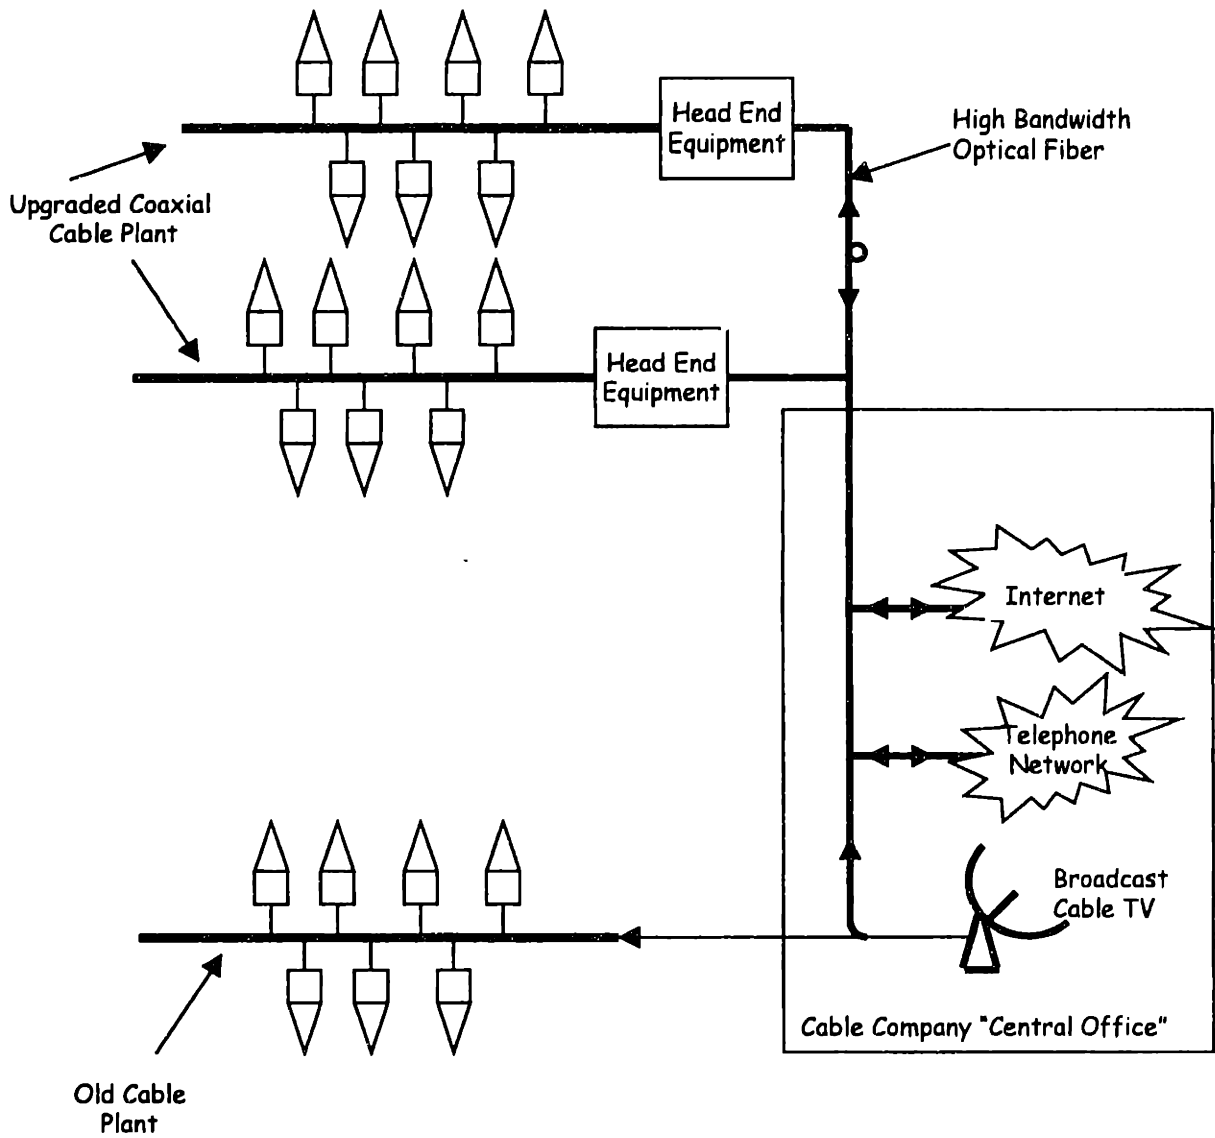 Head End
Equipment
High Bandwidth
Optical Fiber
Upgraded Coaxial
Cable Plant
Head End
Equipment
Internet
Telephone
Network
Broadcast
Cable TV
Cable Company "Central Office"
Old Cable
Plant